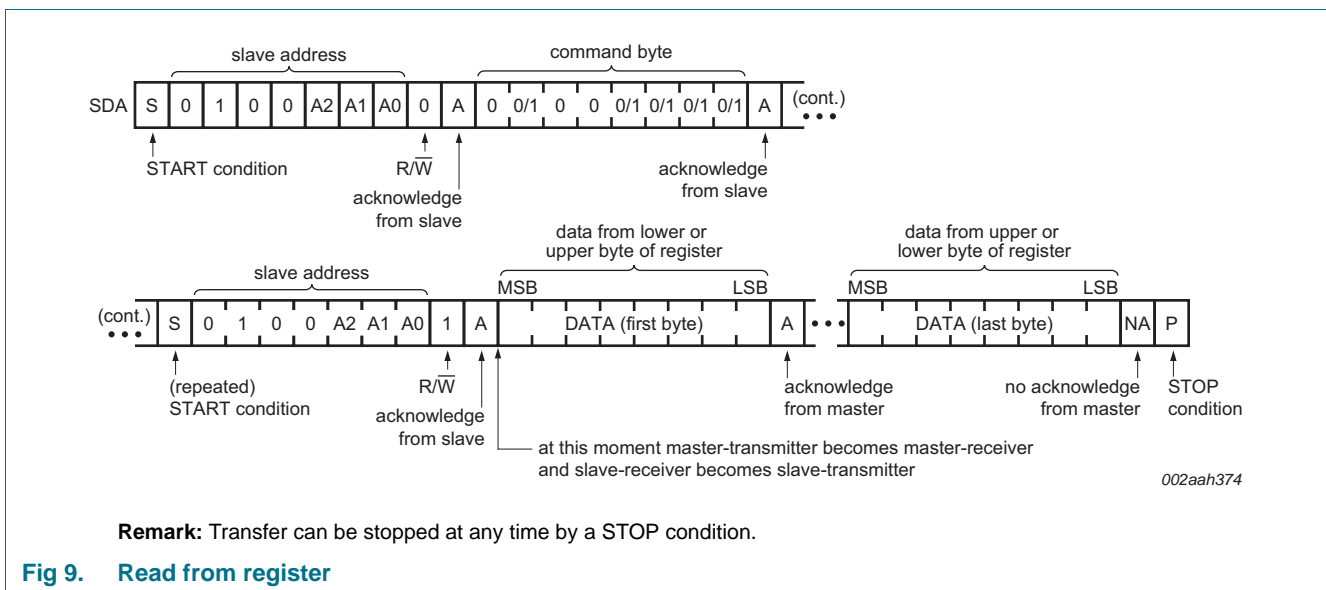 slave address command byte
SDA S 0 1 0 0 A2 A1 A0 0 A 0 0/1 0 0 0/1 0/1 0/1 0/1 A (cont.)
START condition R/W acknowledge
acknowledge from slave
from slave
data from lower or data from upper or
upper byte of register lower byte of register
slave address
MSB LSB MSB LSB
(cont.) S 0 1 0 0 A2 A1 A0 1 A DATA (first byte) A DATA (last byte) NA P
(repeated) R/W acknowledge no acknowledge STOP
START condition acknowledge from master from master condition
from slave
at this moment master-transmitter becomes master-receiver
and slave-receiver becomes slave-transmitter
002aah374
Remark: Transfer can be stopped at any time by a STOP condition.
Fig 9. Read from register